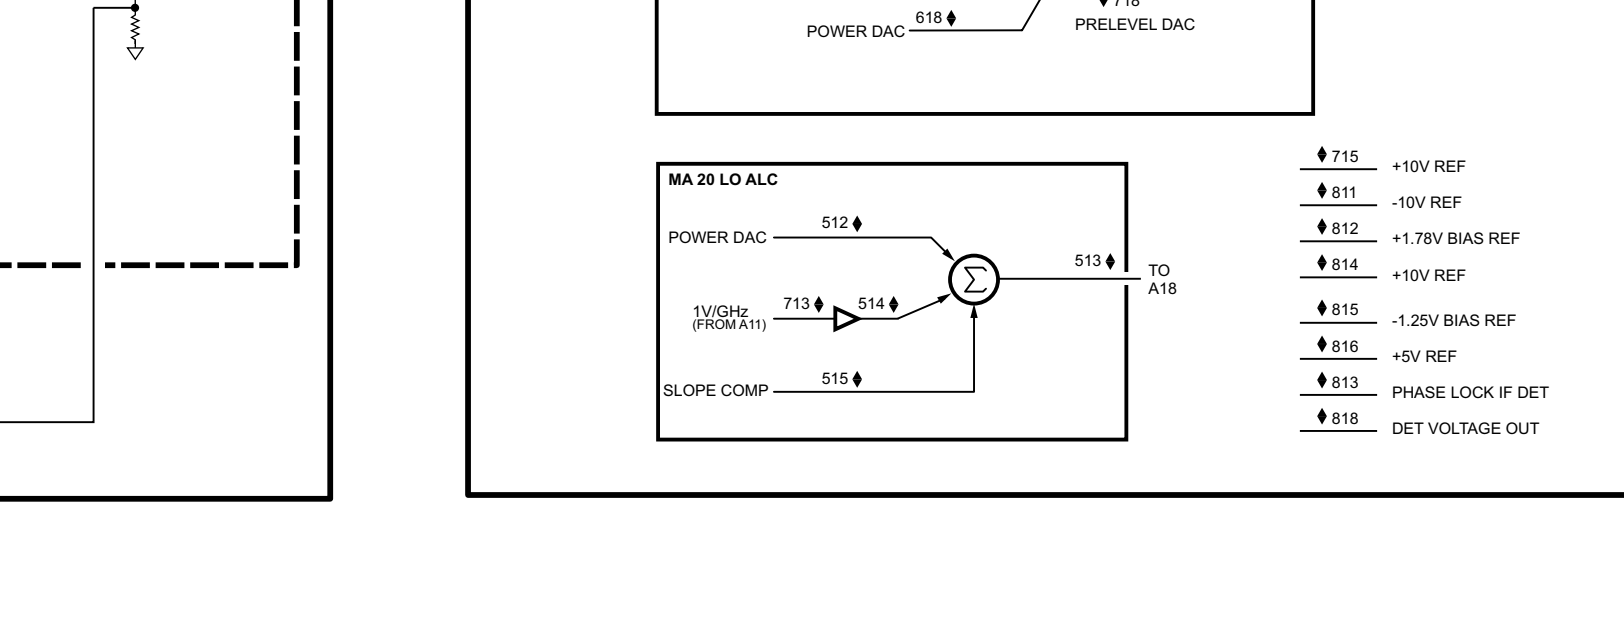 718
618
POWER DAC
PRELEVEL DAC
MA 20 LO ALC
512
POWER DAC
513
TO
A18
713
514
1V/GHz
(FROM A11)
515
SLOPE COMP
Σ
715
+10V REF
811
-10V REF
812
+1.78V BIAS REF
814
+10V REF
815
-1.25V BIAS REF
816
+5V REF
813
PHASE LOCK IF DET
818
DET VOLTAGE OUT